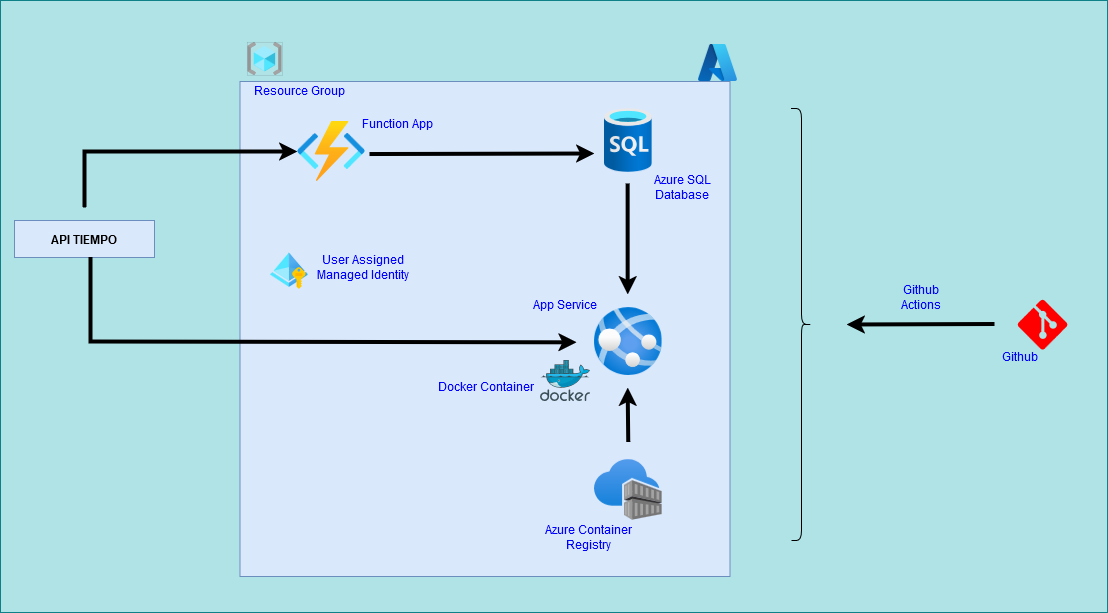 Resource Group
Function App
SQL
Azure SQL
Database
API TIEMPO
User Assigned
Managed Identity
App Service
Github
Actions
Github
Docker Container
docker
Azure Container
Registry